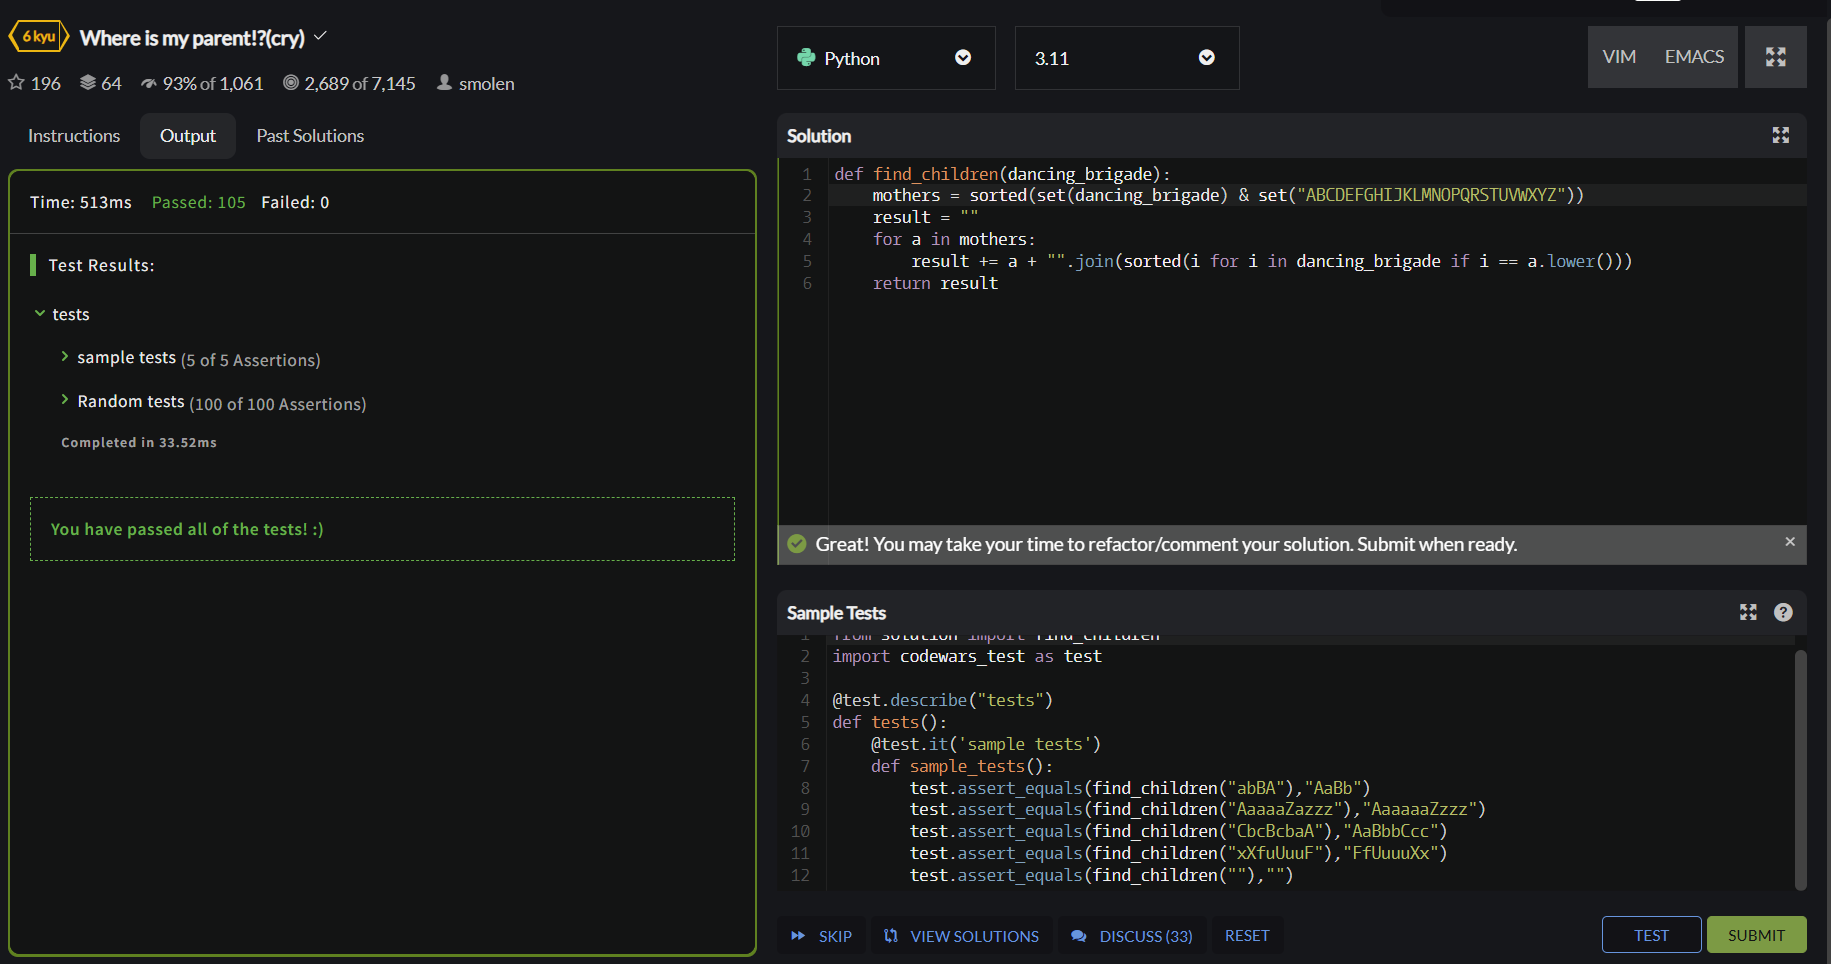 6 kyu Where is my parent!?(cry)
196 64 93% of 1,061 2,689 of 7,145 smolen
Instructions Output Past Solutions
Time: 513ms Passed: 105 Failed: 0
Test Results:
tests
sample tests (5 of 5 Assertions)
Random tests (100 of 100 Assertions)
Completed in 33.52ms
You have passed all of the tests! :)
Python 3.11 VIM EMACS
Solution
1 def find_children(dancing_brigade):
2     mothers = sorted(set(dancing_brigade) & set("ABCDEFGHIJKLMNOPQRSTUVWXYZ"))
3     result = ""
4     for a in mothers:
5         result += a + "".join(sorted(i for i in dancing_brigade if i == a.lower()))
6     return result
Great! You may take your time to refactor/comment your solution. Submit when ready.
Sample Tests
1 from solution import find_children
2 import codewars_test as test
3
4 @test.describe("tests")
5 def tests():
6     @test.it('sample tests')
7     def sample_tests():
8         test.assert_equals(find_children("abBA"),"AaBb")
9         test.assert_equals(find_children("AaaaaZazzz"),"AaaaaaZzzz")
10         test.assert_equals(find_children("CbcBcbaA"),"AaBbbCcc")
11         test.assert_equals(find_children("xXfuUuuF"),"FfUuuuXx")
12         test.assert_equals(find_children(""),"")
SKIP VIEW SOLUTIONS DISCUSS (33) RESET TEST SUBMIT